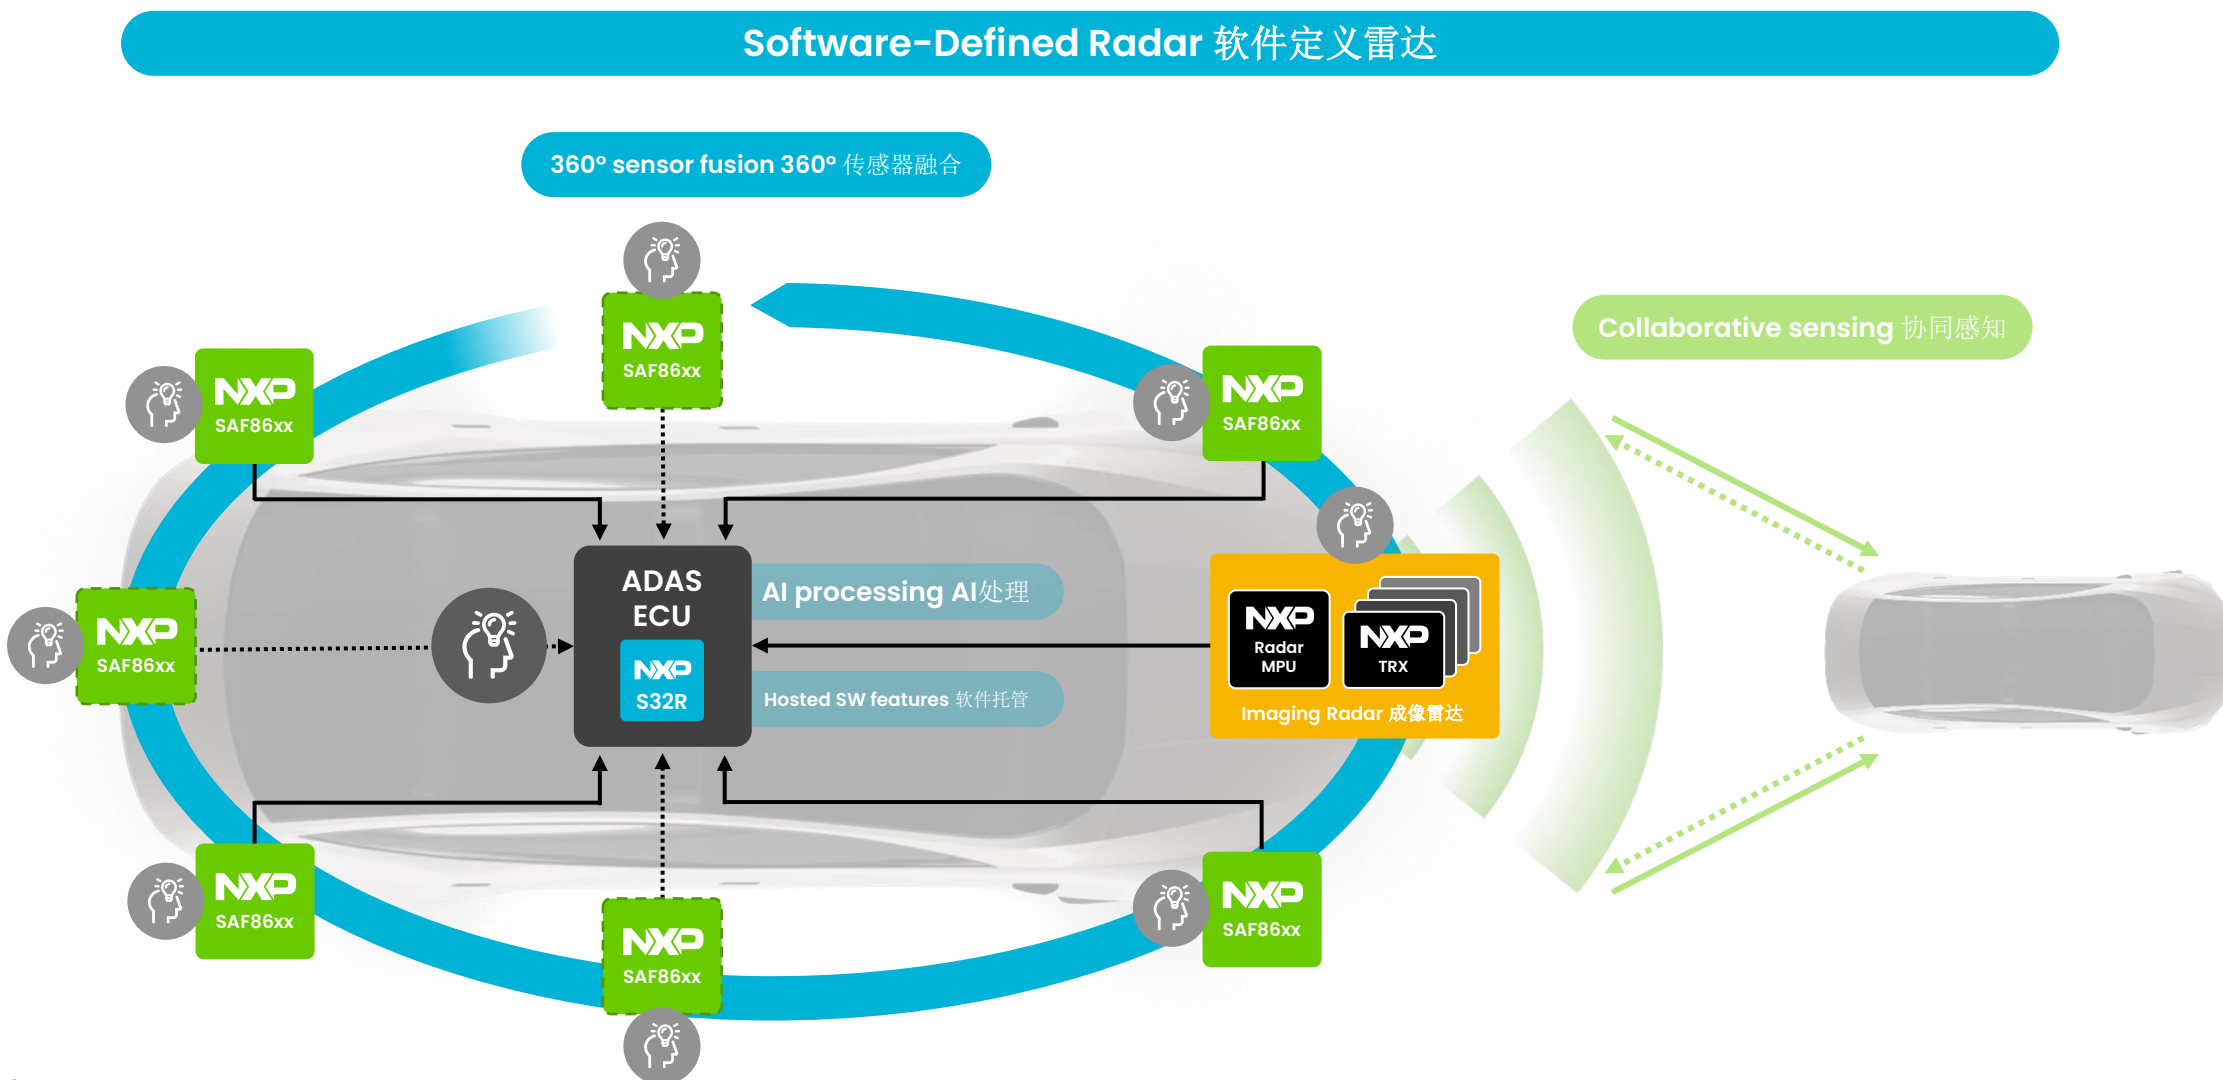 Software-Defined Radar 软件定义雷达
360° sensor fusion 360° 传感器融合
Collaborative sensing 协同感知
NXP
SAF86xx
NXP
SAF86xx
NXP
SAF86xx
NXP
SAF86xx
ADAS
ECU
NXP
S32R
AI processing AI处理
Hosted SW features 软件托管
NXP
Radar
MPU
NXP
TRX
Imaging Radar 成像雷达
NXP
SAF86xx
NXP
SAF86xx
NXP
SAF86xx